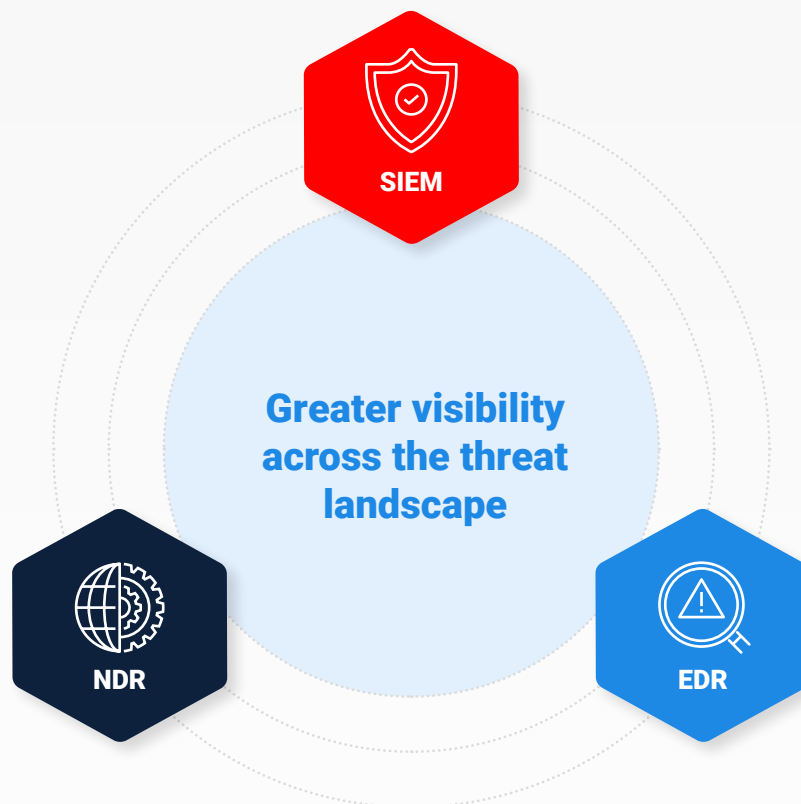 SIEM
Greater visibility
across the threat
landscape
NDR
EDR